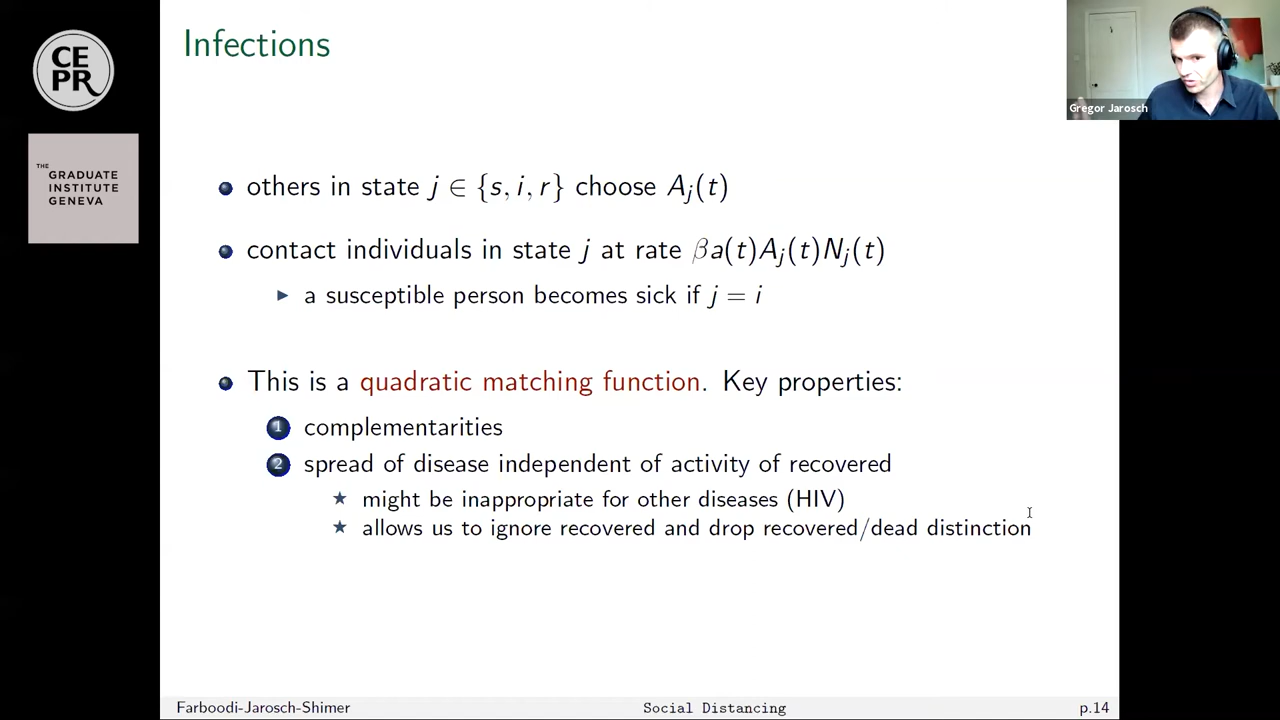 Infections
CE
PR
THE
GRADUATE
INSTITUTE
GENEVA
Gregor Jarosch
others in state j ∈ {s, i, r} choose A_j(t)
contact individuals in state j at rate βa(t)A_j(t)N_j(t)
▶ a susceptible person becomes sick if j = i
This is a quadratic matching function. Key properties:
1 complementarities
2 spread of disease independent of activity of recovered
★ might be inappropriate for other diseases (HIV)
★ allows us to ignore recovered and drop recovered/dead distinction
Farboodi-Jarosch-Shimer
Social Distancing
p.14